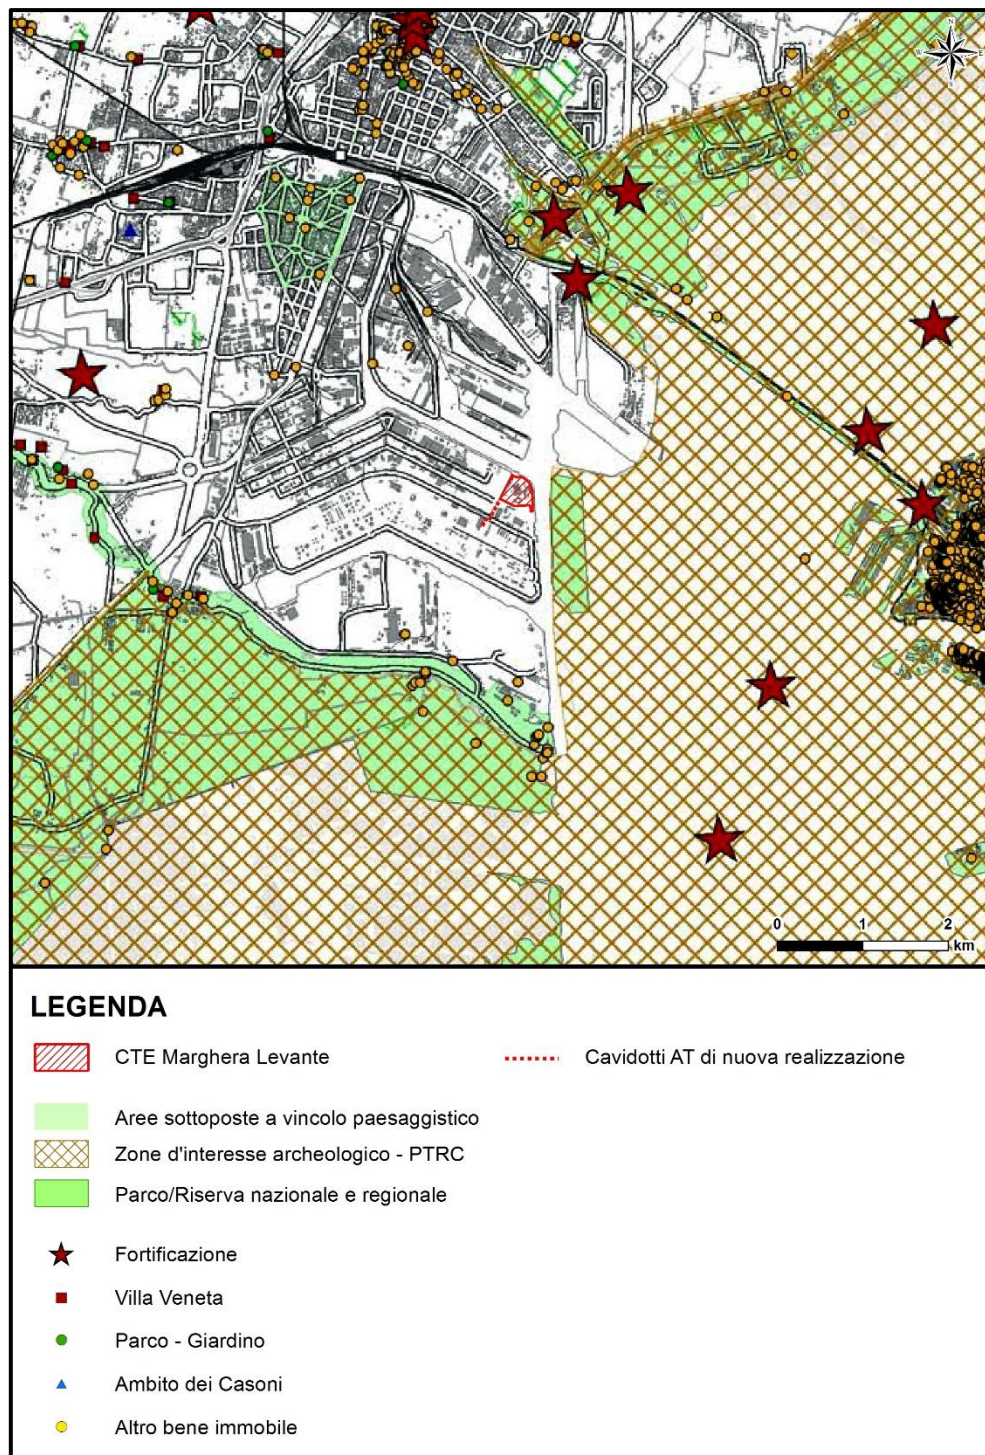 N
W E
S
0 1 2
km
LEGENDA
CTE Marghera Levante
Cavidotti AT di nuova realizzazione
Aree sottoposte a vincolo paesaggistico
Zone d'interesse archeologico - PTRC
Parco/Riserva nazionale e regionale
Fortificazione
Villa Veneta
Parco - Giardino
Ambito dei Casoni
Altro bene immobile